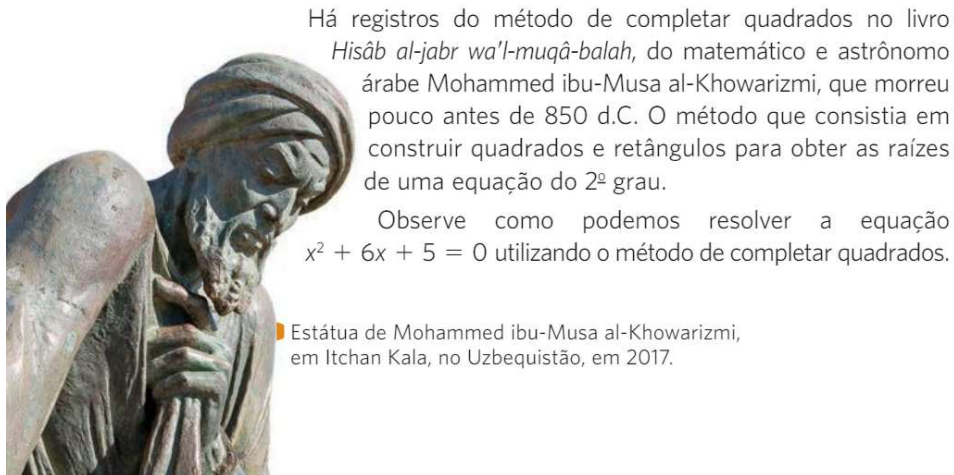 Há registros do método de completar quadrados no livro
Hisâb al-jabr wa'l-muqâ-balah, do matemático e astrônomo
árabe Mohammed ibu-Musa al-Khowarizmi, que morreu
pouco antes de 850 d.C. O método que consistia em
construir quadrados e retângulos para obter as raízes
de uma equação do 2º grau.
Observe como podemos resolver a equação
x² + 6x + 5 = 0 utilizando o método de completar quadrados.
Estátua de Mohammed ibu-Musa al-Khowarizmi,
em Itchan Kala, no Uzbequistão, em 2017.